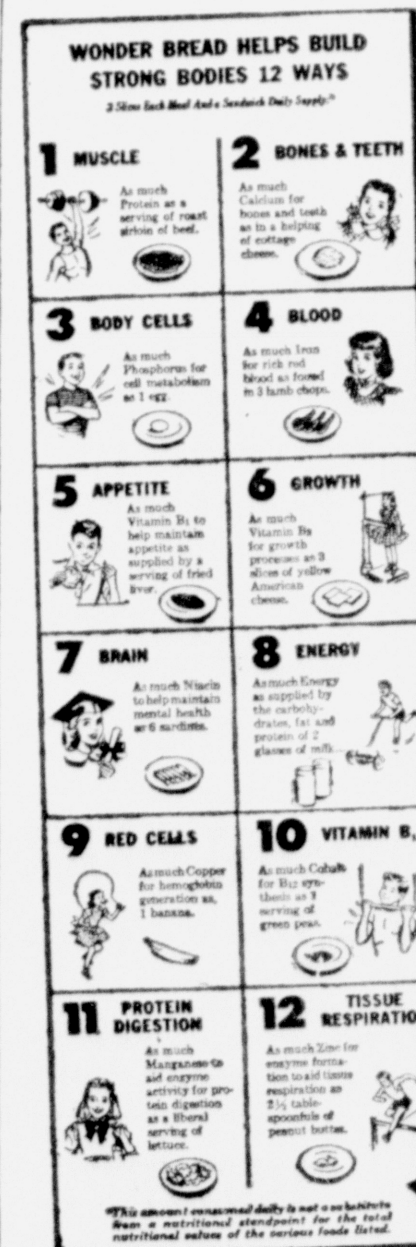 WONDER BREAD HELPS BUILD
STRONG BODIES 12 WAYS
2 Slices Each Meal And a Sandwich Daily Supply:*
1 MUSCLE
As much
Protein as a
serving of roast
sirloin of beef.
2 BONES & TEETH
As much
Calcium for
bones and teeth
as in a helping
of cottage
cheese.
3 BODY CELLS
As much
Phosphorus for
cell metabolism
as 1 egg.
4 BLOOD
As much Iron
for rich red
blood as found
in 3 lamb chops.
5 APPETITE
As much
Vitamin B1 to
help maintain
appetite as
supplied by a
serving of fried
liver.
6 GROWTH
As much
Vitamin B2
for growth
processes as 3
slices of yellow
American
cheese.
7 BRAIN
As much Niacin
to help maintain
mental health
as 6 sardines.
8 ENERGY
As much Energy
as supplied by
the carbohy-
drates, fat and
protein of 2
glasses of milk.
9 RED CELLS
As much Copper
for hemoglobin
generation as,
1 banana.
10 VITAMIN B,
As much Cobalt
for B12 syn-
thesis as
serving of
green peas.
11 PROTEIN
DIGESTION
As much
Manganese to
aid enzyme
activity for pro-
tein digestion
as a liberal
serving of
lettuce.
12 TISSUE
RESPIRATIO
As much Zinc for
enzyme forma-
tion to aid tissue
respiration as
2½ table-
spoonfuls of
peanut butter.
*This amount consumed daily is not a substitute
from a nutritional standpoint for the total
nutritional values of the various foods listed.